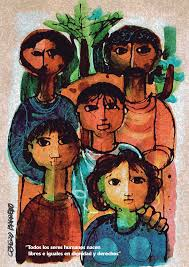 "Todos los seres humanos nacen
libres e iguales en dignidad y derechos"